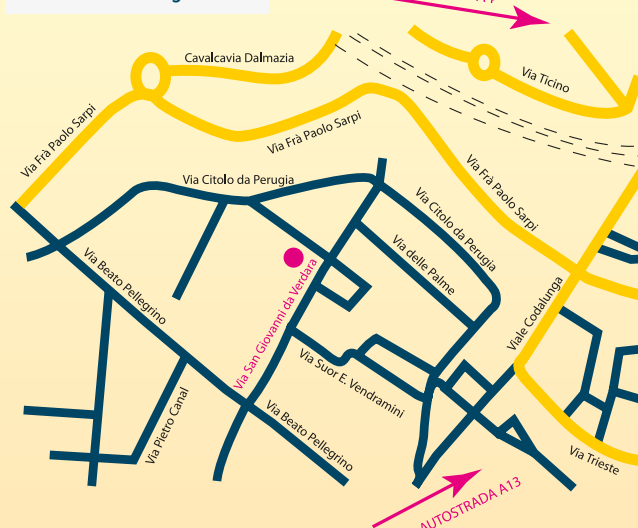 Cavalcavia Dalmazia
Via Ticino
Via Frà Paolo Sarpi
Via Frà Paolo Sarpi
Via Frà Paolo Sarpi
Via Citolo da Perugia
Via Citolo da Perugia
Via delle Palme
Via Beato Pellegrino
Via San Giovanni da Verdara
Viale Codalunga
Via Suor E. Vendramini
Via Pietro Canal
Via Beato Pellegrino
Via Trieste
AUTOSTRADA A13